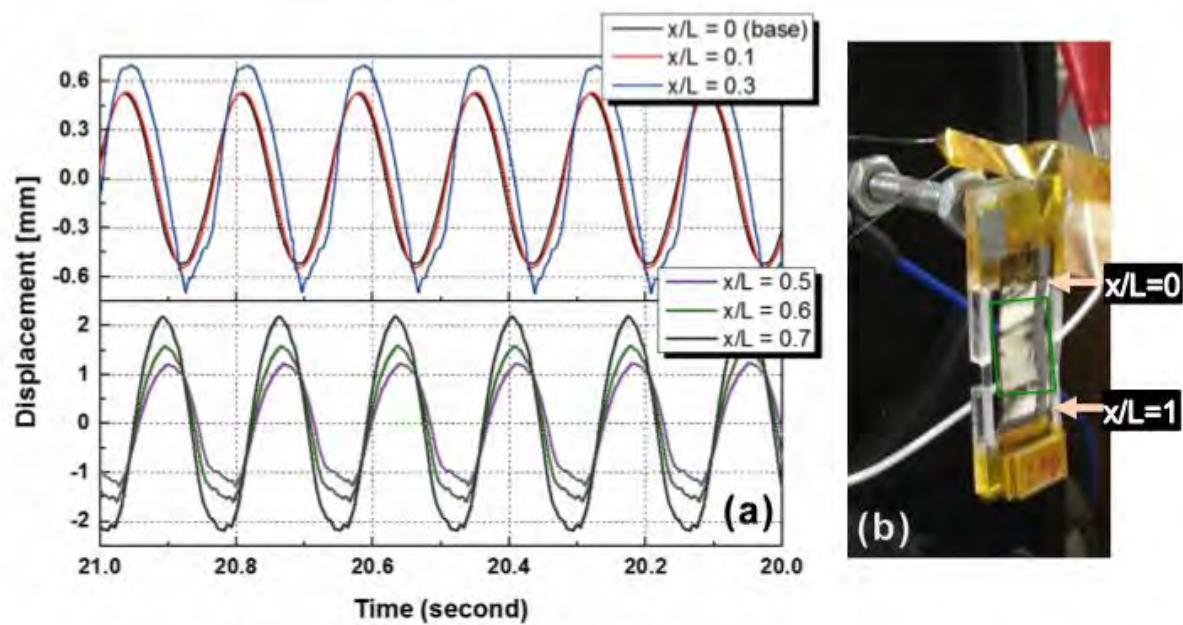 x/L = 0 (base)
x/L = 0.1
x/L = 0.3
0.6
0.3
0.0
-0.3
-0.6
x/L = 0.5
x/L = 0.6
x/L = 0.7
2
1
0
-1
-2
Displacement [mm]
(a)
21.0 20.8 20.6 20.4 20.2 20.0
Time (second)
x/L=0
x/L=1
(b)